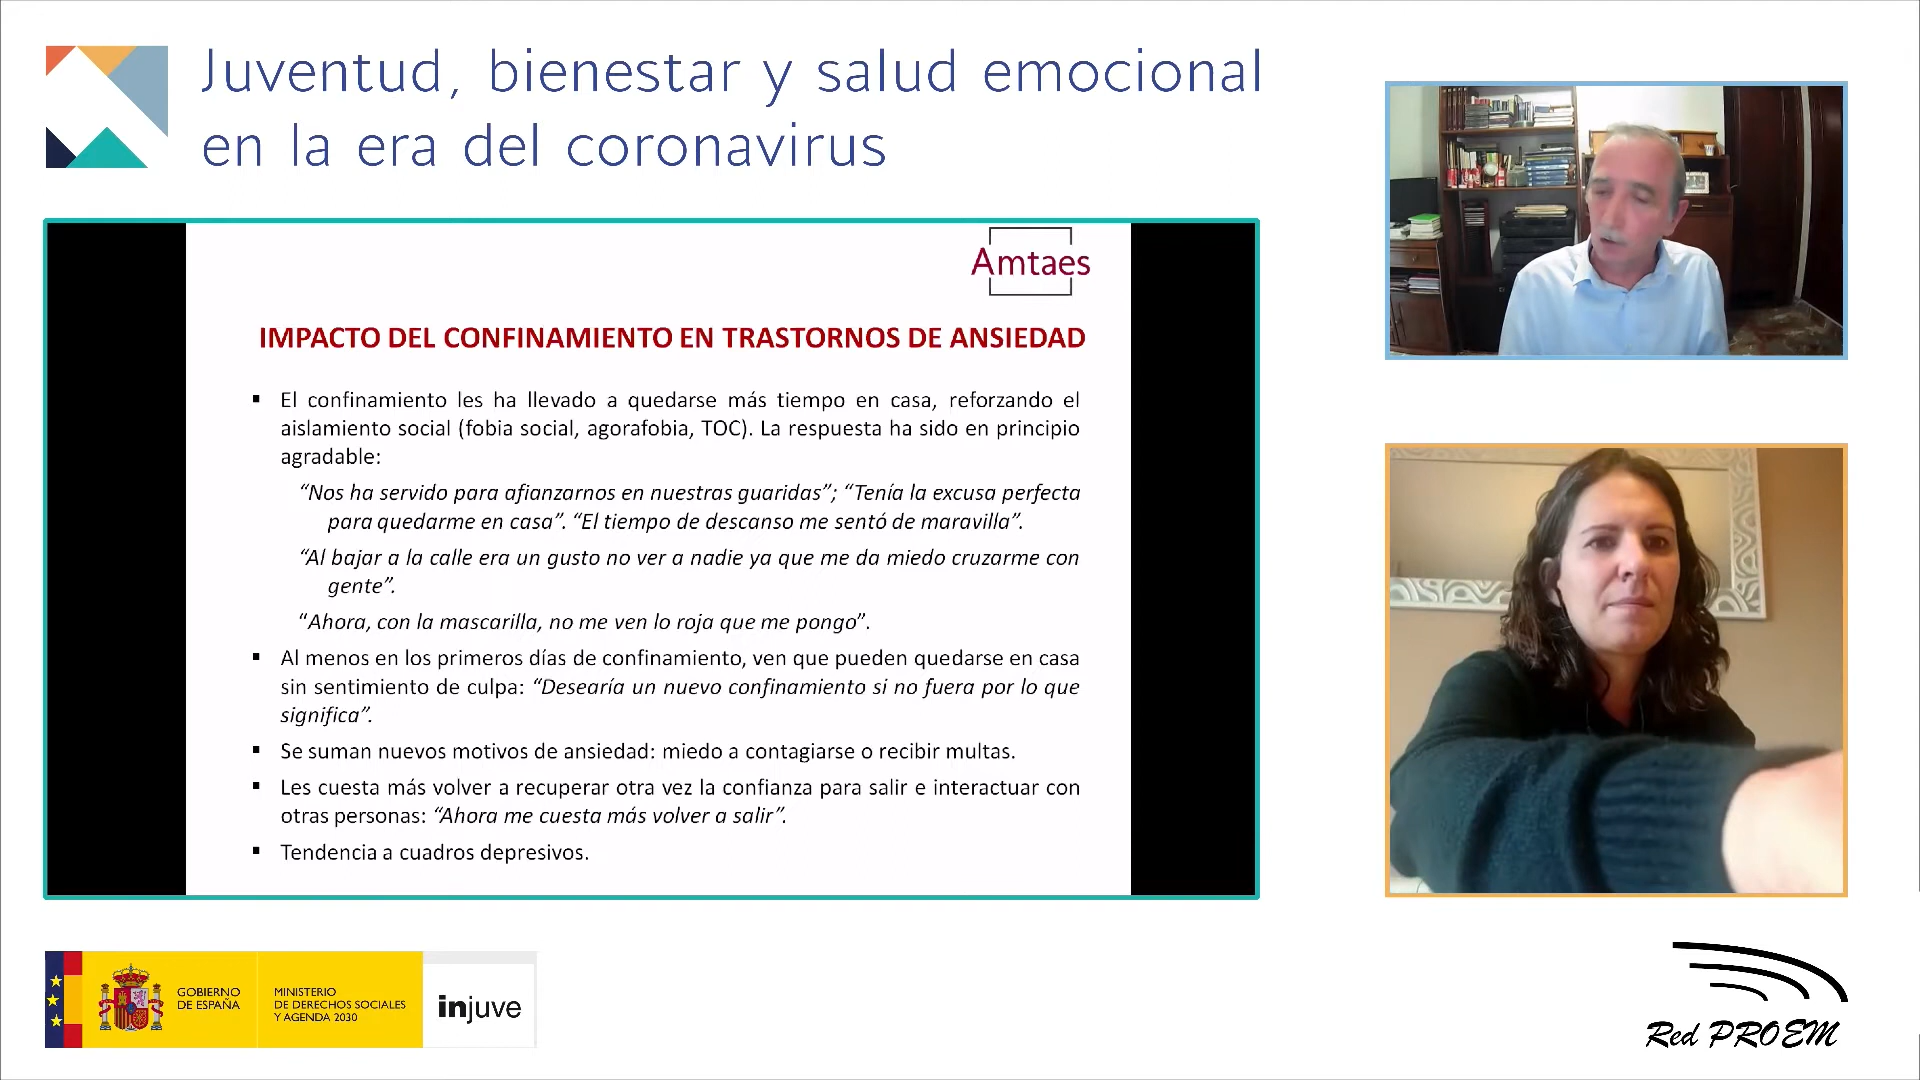 Juventud, bienestar y salud emocional
en la era del coronavirus
Amtaes
IMPACTO DEL CONFINAMIENTO EN TRASTORNOS DE ANSIEDAD
▪ El confinamiento les ha llevado a quedarse más tiempo en casa, reforzando el
aislamiento social (fobia social, agorafobia, TOC). La respuesta ha sido en principio
agradable:
“Nos ha servido para afianzarnos en nuestras guaridas”; “Tenía la excusa perfecta
para quedarme en casa”. “El tiempo de descanso me sentó de maravilla”.
“Al bajar a la calle era un gusto no ver a nadie ya que me da miedo cruzarme con
gente”.
“Ahora, con la mascarilla, no me ven lo roja que me pongo”.
▪ Al menos en los primeros días de confinamiento, ven que pueden quedarse en casa
sin sentimiento de culpa: “Desearía un nuevo confinamiento si no fuera por lo que
significa”.
▪ Se suman nuevos motivos de ansiedad: miedo a contagiarse o recibir multas.
▪ Les cuesta más volver a recuperar otra vez la confianza para salir e interactuar con
otras personas: “Ahora me cuesta más volver a salir”.
▪ Tendencia a cuadros depresivos.
GOBIERNO
DE ESPAÑA
MINISTERIO
DE DERECHOS SOCIALES
Y AGENDA 2030
injuve
Red PROEM